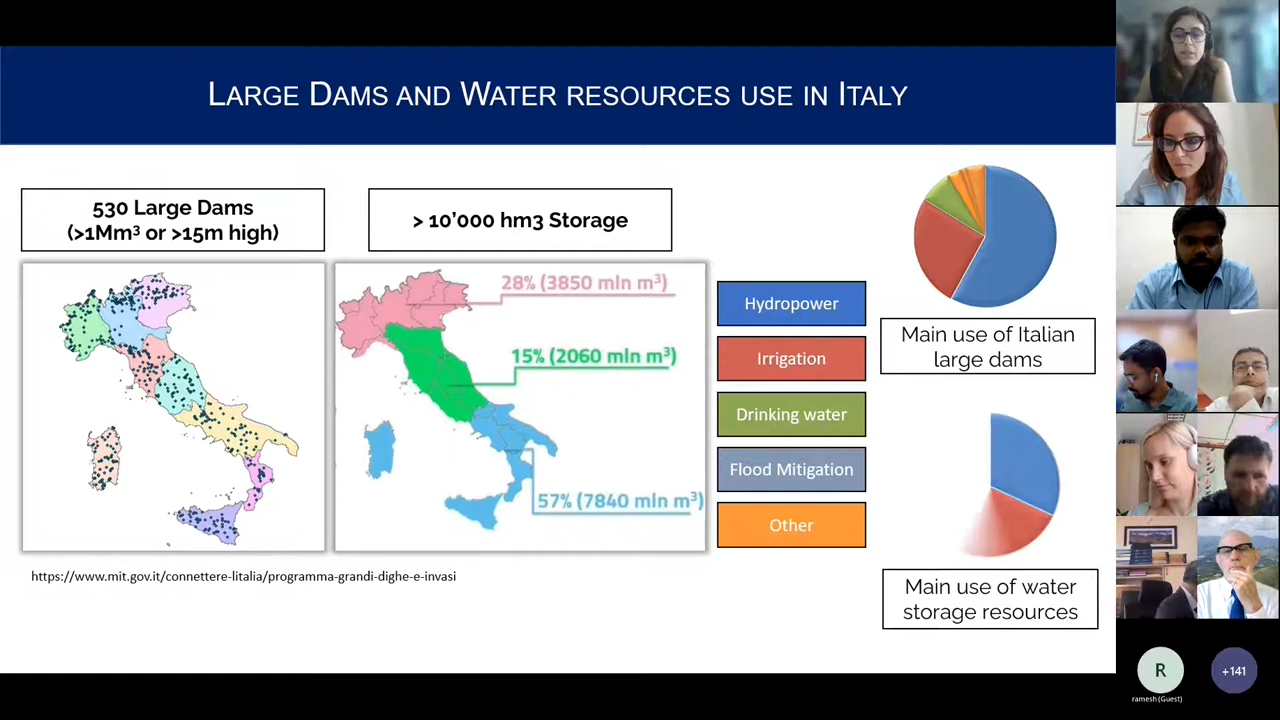 LARGE DAMS AND WATER RESOURCES USE IN ITALY
530 Large Dams
(>1Mm³ or >15m high)
> 10'000 hm3 Storage
28% (3850 mln m³)
15% (2060 mln m³)
57% (7840 mln m³)
Hydropower
Irrigation
Drinking water
Flood Mitigation
Other
Main use of Italian
large dams
Main use of water
storage resources
https://www.mit.gov.it/connettere-litalia/programma-grandi-dighe-e-invasi
R
ramesh (Guest)
+141